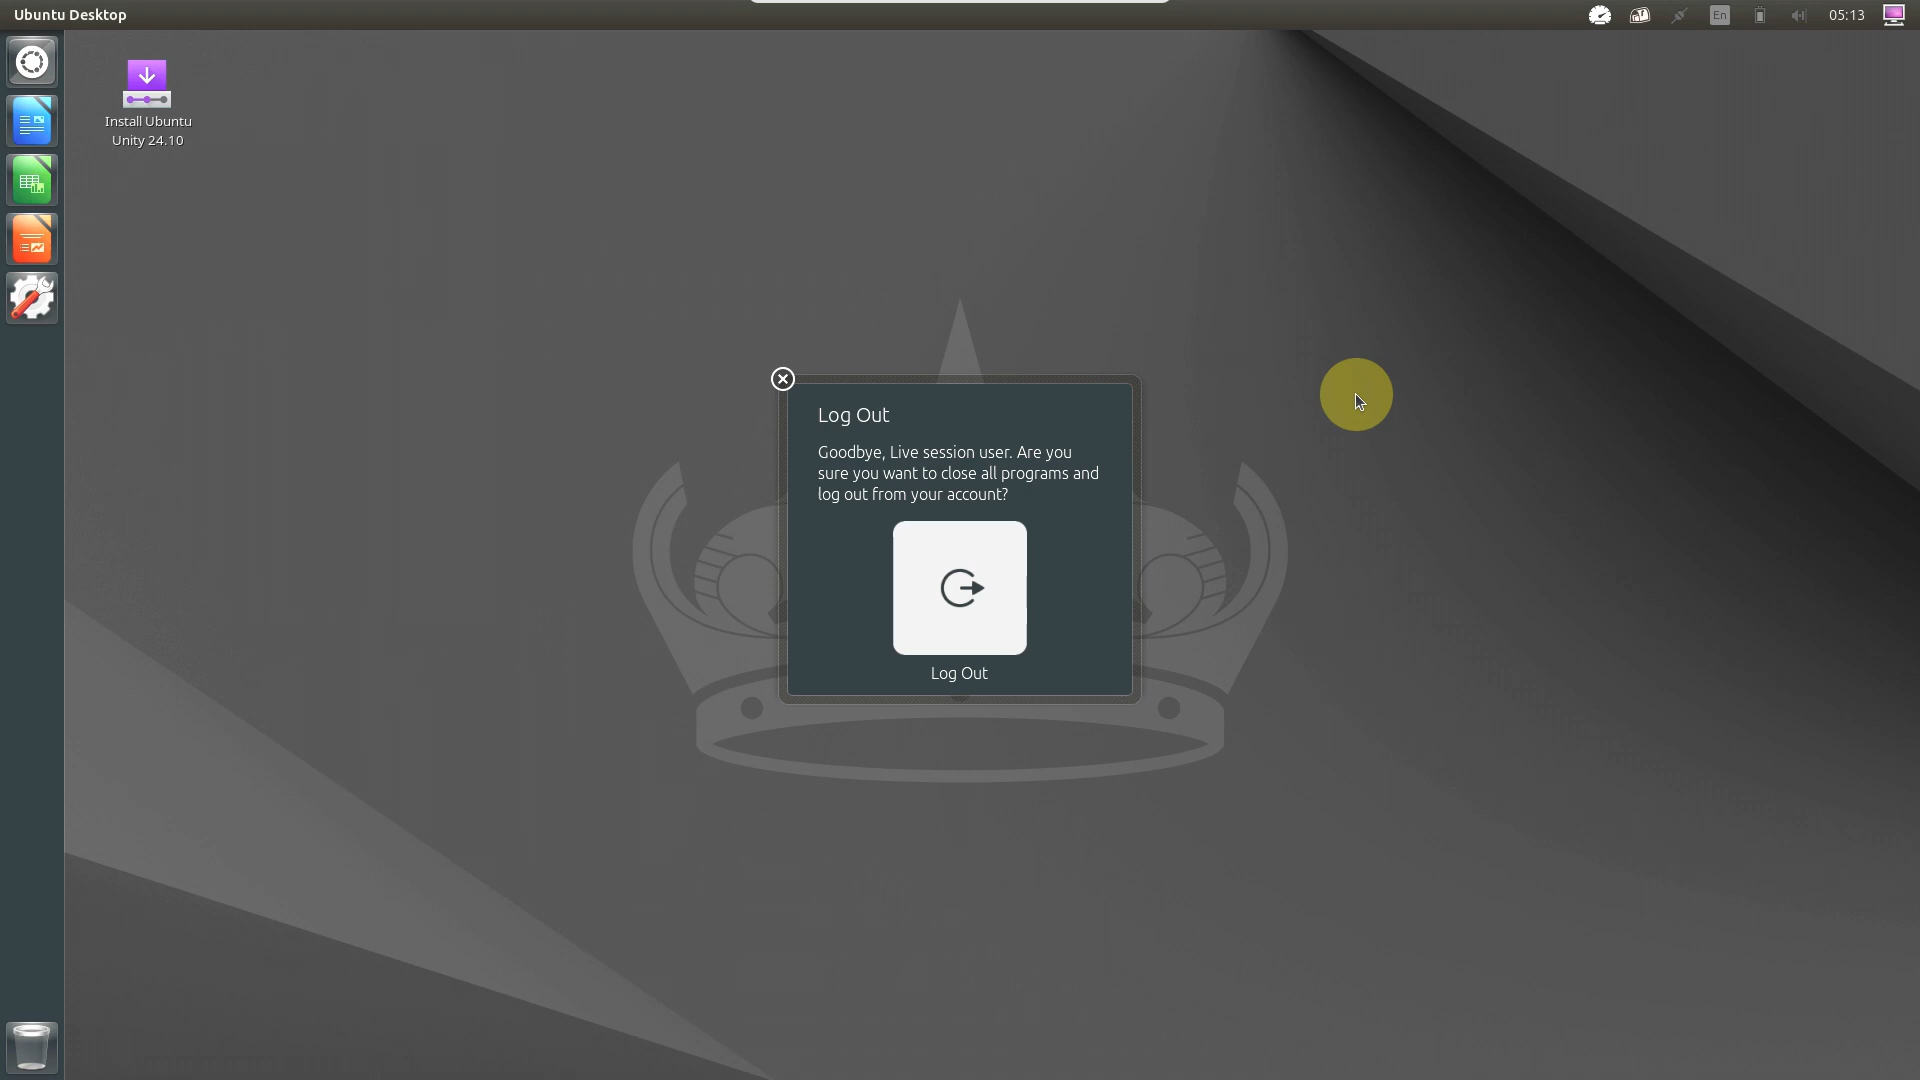 Ubuntu Desktop
En
05:13
Install Ubuntu
Unity 24.10
Log Out
Goodbye, Live session user. Are you
sure you want to close all programs and
log out from your account?
Log Out